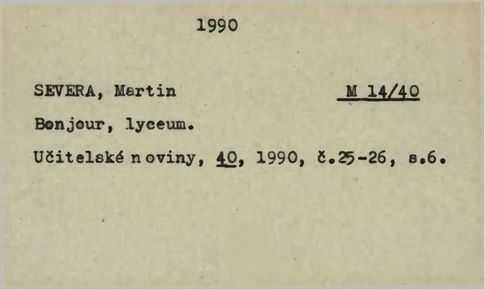 1990
SEVERA, Martin M 14/40
Bonjour, lyceum.
Učitelské noviny, 40, 1990, č.25-26, s.6.